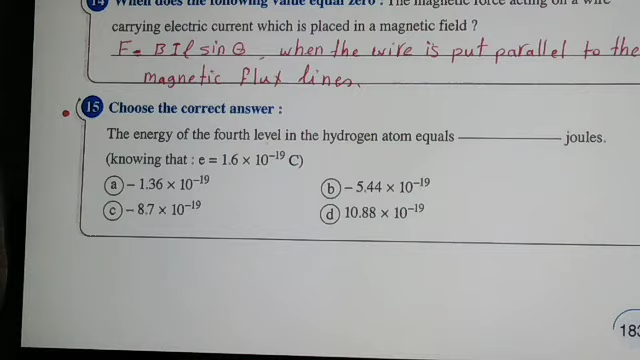 14 When does the following value equal zero : The magnetic force acting on a wire
carrying electric current which is placed in a magnetic field ?
F = BIl sin θ, when the wire is put parallel to the
magnetic flux lines.
15 Choose the correct answer :
The energy of the fourth level in the hydrogen atom equals ———— joules.
(knowing that : e = 1.6 × 10⁻¹⁹ C)
ⓐ – 1.36 × 10⁻¹⁹ ⓑ – 5.44 × 10⁻¹⁹
ⓒ – 8.7 × 10⁻¹⁹ ⓓ 10.88 × 10⁻¹⁹
183